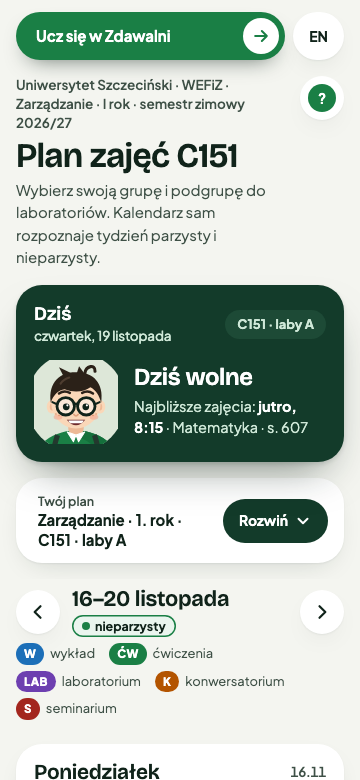 Ucz się w Zdawalni
EN
Uniwersytet Szczeciński · WEFiZ ·
Zarządzanie · I rok · semestr zimowy
2026/27
?
Plan zajęć C151
Wybierz swoją grupę i podgrupę do
laboratoriów. Kalendarz sam
rozpoznaje tydzień parzysty i
nieparzysty.
Dziś
czwartek, 19 listopada
C151 · laby A
Dziś wolne
Najbliższe zajęcia: jutro,
8:15 · Matematyka · s. 607
Twój plan
Zarządzanie · 1. rok ·
C151 · laby A
Rozwiń
16–20 listopada
nieparzysty
W wykład ĆW ćwiczenia
LAB laboratorium K konwersatorium
S seminarium
Poniedziałek 16.11